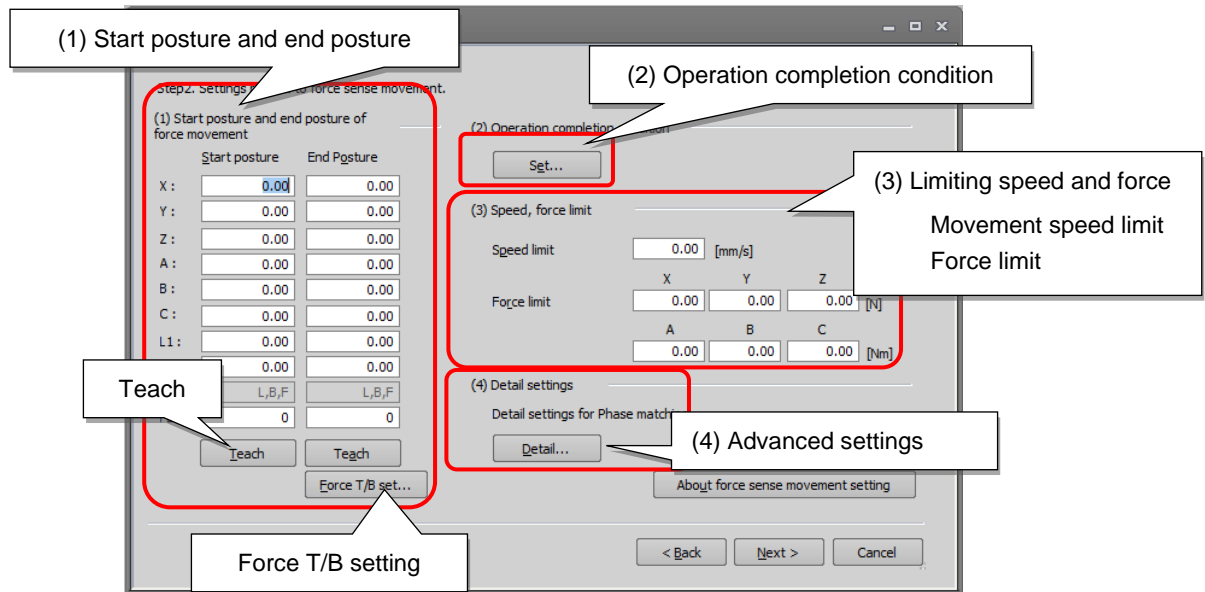 (1) Start posture and end posture
(2) Operation completion condition
(3) Limiting speed and force
Movement speed limit
Force limit
Step2. Settings to force sense movement.
(1) Start posture and end posture of
force movement
Start posture End Posture
X : 0.00 0.00
Y : 0.00 0.00
Z : 0.00 0.00
A : 0.00 0.00
B : 0.00 0.00
C : 0.00 0.00
L1 : 0.00 0.00
0.00 0.00
L,B,F L,B,F
0 0
Teach Teach
Force T/B set...
Teach
Force T/B setting
(2) Operation completion
Set...
(3) Speed, force limit
Speed limit 0.00 [mm/s]
X Y Z
Force limit 0.00 0.00 0.00 [N]
A B C
0.00 0.00 0.00 [Nm]
(4) Detail settings
Detail settings for Phase
Detail...
(4) Advanced settings
About force sense movement setting
< Back Next > Cancel